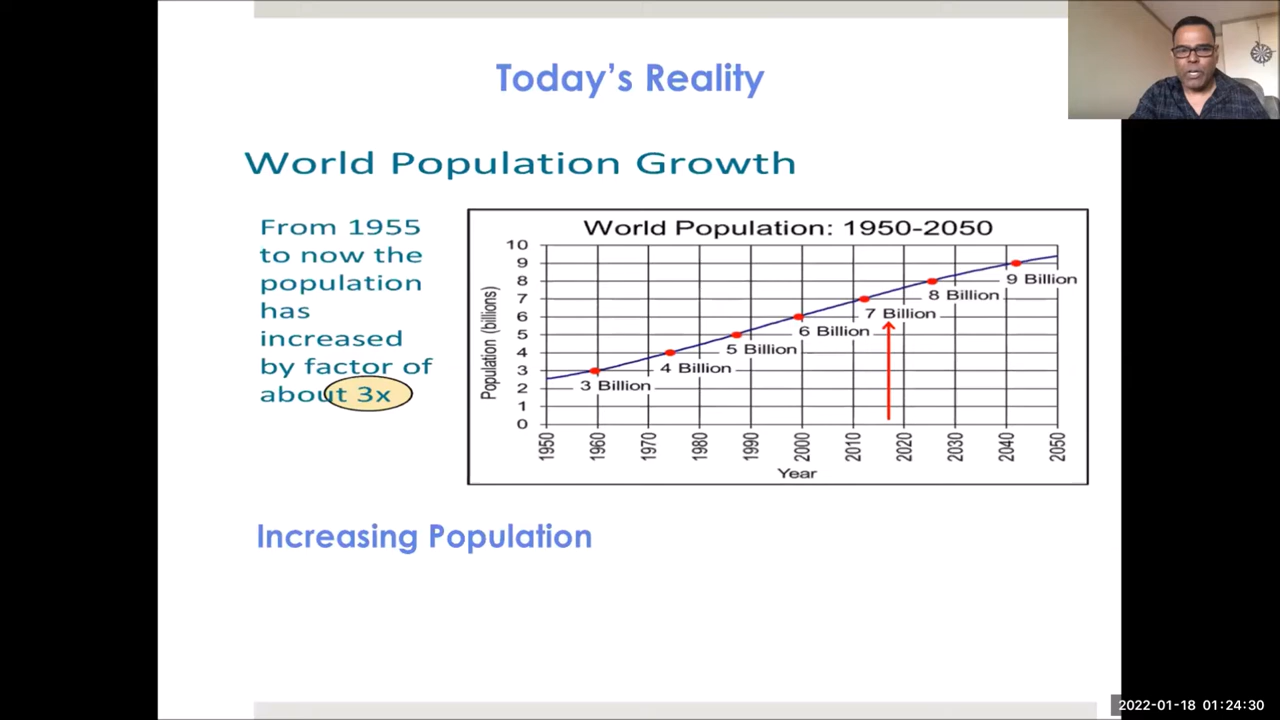 Today's Reality
World Population Growth
From 1955
to now the
population
has
increased
by factor of
about 3x
World Population: 1950-2050
Population (billions)
10
9
8
7
6
5
4
3
2
1
0
3 Billion
4 Billion
5 Billion
6 Billion
7 Billion
8 Billion
9 Billion
1950
1960
1970
1980
1990
2000
2010
2020
2030
2040
2050
Year
Increasing Population
2022-01-18 01:24:30